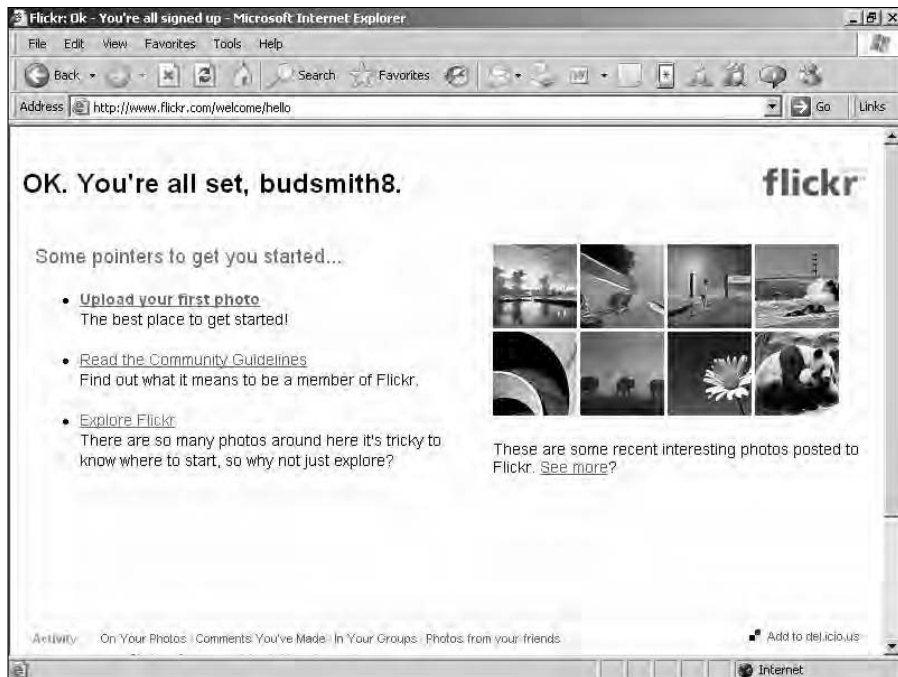 Flickr: Ok - You're all signed up - Microsoft Internet Explorer
File Edit View Favorites Tools Help
Back Search Favorites
Address http://www.flickr.com/welcome/hello Go Links
OK. You're all set, budsmith8.
flickr
Some pointers to get you started...
Upload your first photo
The best place to get started!
Read the Community Guidelines
Find out what it means to be a member of Flickr.
Explore Flickr
There are so many photos around here it's tricky to
know where to start, so why not just explore?
These are some recent interesting photos posted to
Flickr. See more?
Activity On Your Photos Comments You've Made In Your Groups Photos from your friends
Add to del.icio.us
Internet